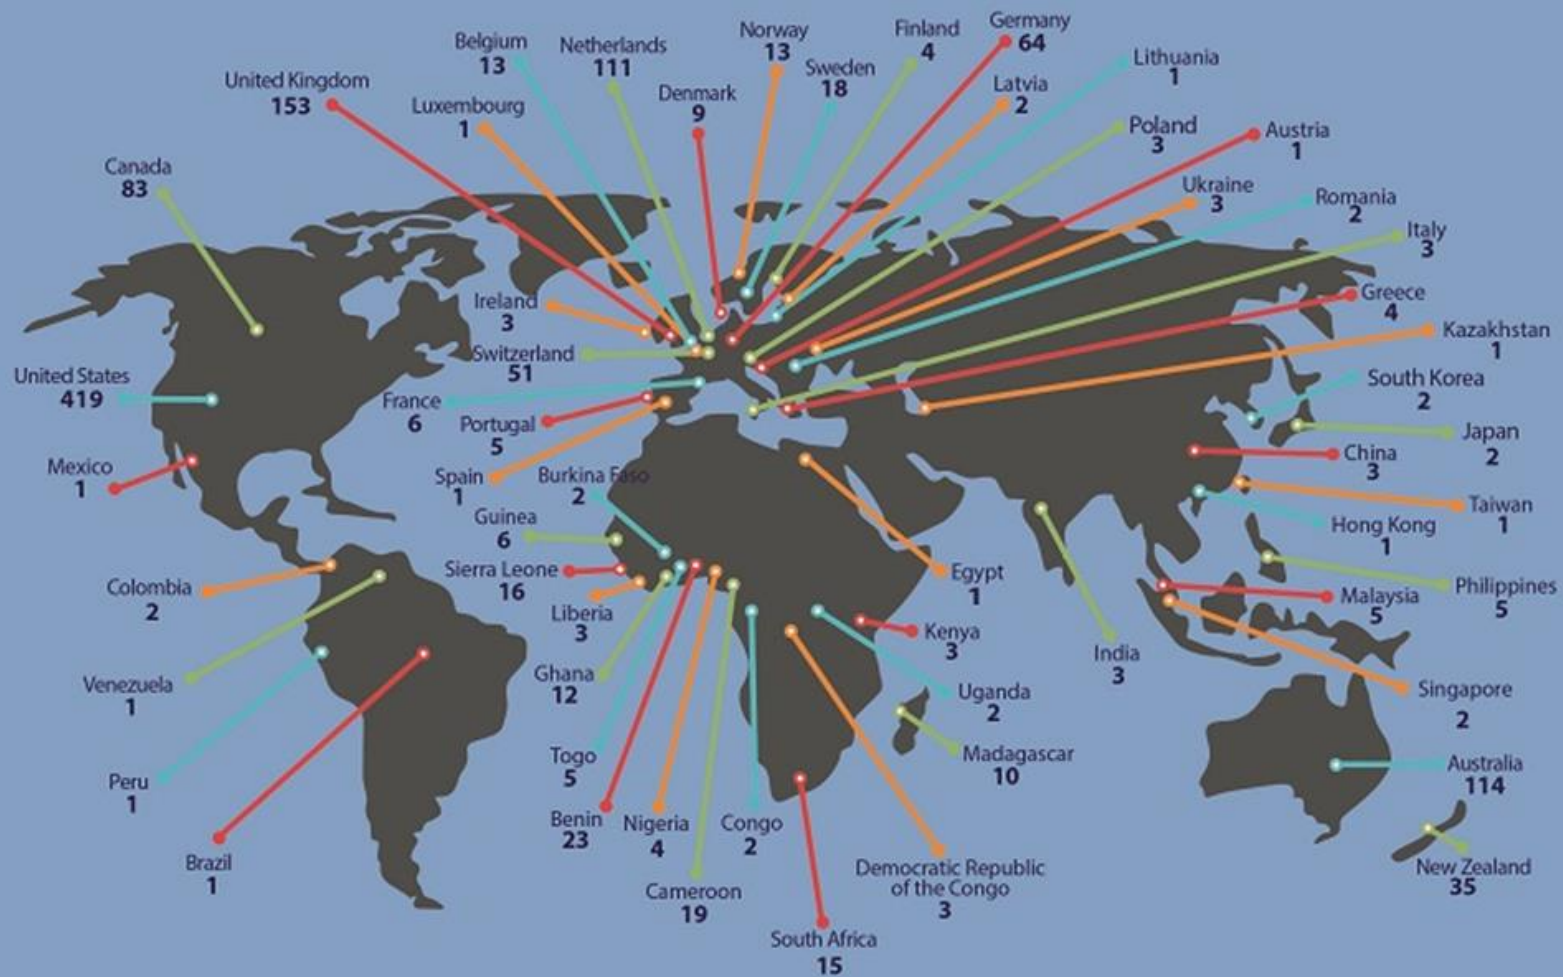 Germany
64
Finland
4
Norway
13
Belgium
13
Netherlands
111
Sweden
18
Lithuania
1
United Kingdom
153
Luxembourg
1
Denmark
9
Latvia
2
Poland
3
Austria
1
Canada
83
Ukraine
3
Romania
2
Italy
3
Ireland
3
Greece
4
Kazakhstan
1
Switzerland
51
United States
419
France
6
South Korea
2
Portugal
5
Japan
2
Mexico
1
China
3
Spain
1
Burkina Faso
2
Taiwan
1
Guinea
6
Hong Kong
1
Sierra Leone
16
Egypt
1
Colombia
2
Philippines
5
Malaysia
5
Liberia
3
Kenya
3
India
3
Ghana
12
Venezuela
1
Uganda
2
Singapore
2
Togo
5
Madagascar
10
Australia
114
Peru
1
Benin
23
Nigeria
4
Congo
2
Brazil
1
Democratic Republic
of the Congo
3
New Zealand
35
Cameroon
19
South Africa
15